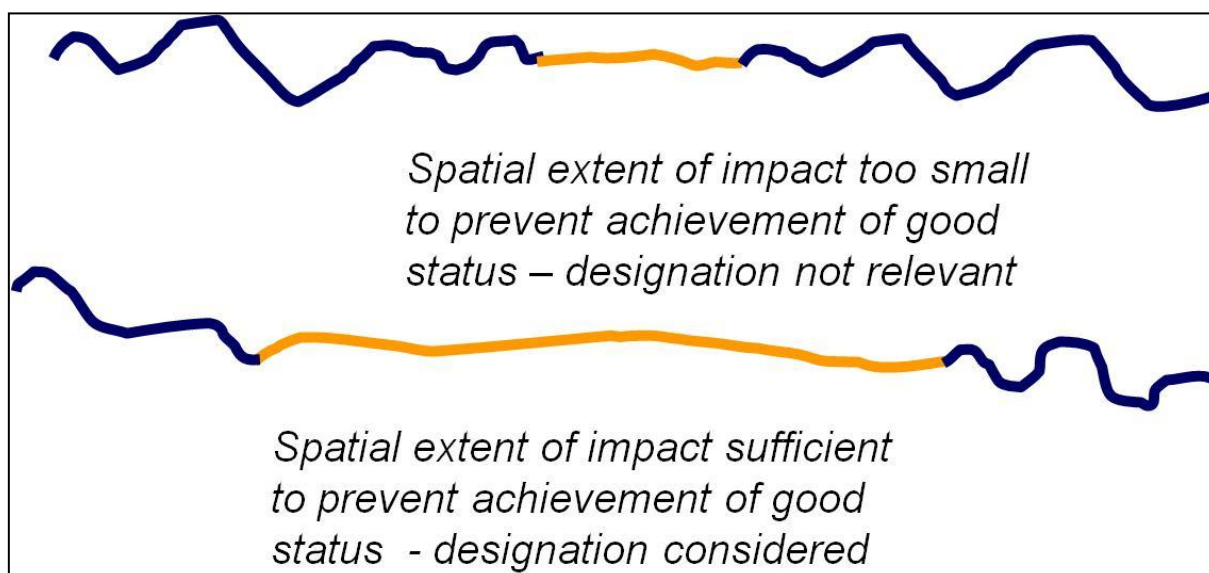 Spatial extent of impact too small
to prevent achievement of good
status – designation not relevant
Spatial extent of impact sufficient
to prevent achievement of good
status - designation considered